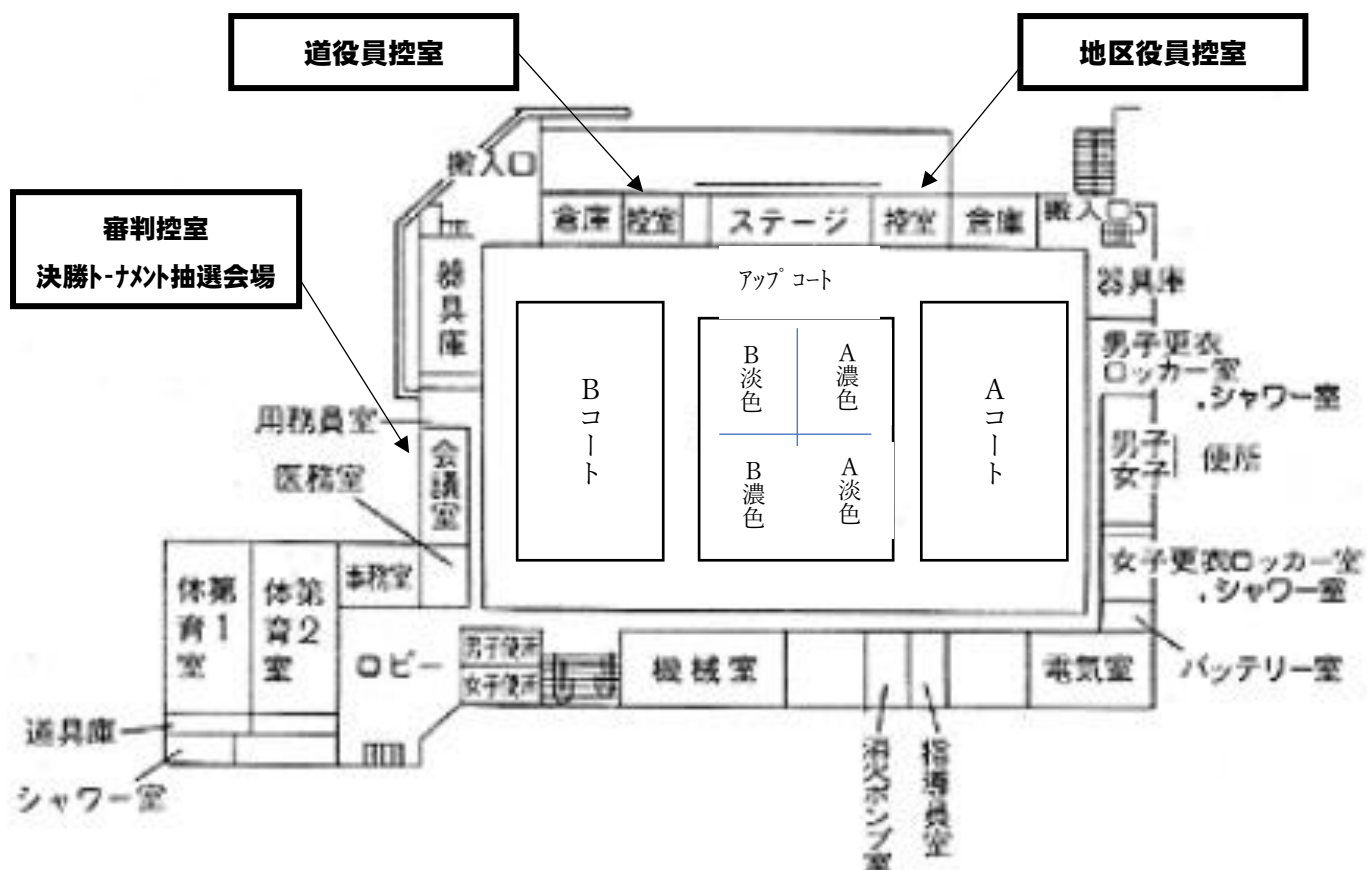 道役員控室
地区役員控室
審判控室
決勝ﾄｰﾅﾒﾝﾄ抽選会場
搬入口
倉庫
控室
ステージ
控室
倉庫
搬入口
アップコート
器具庫
器具庫
Bコート
B淡色
A濃色
B濃色
A淡色
Aコート
男子更衣
ロッカー室
.シャワー室
男子
女子
便所
女子更衣ロッカー室
.シャワー室
バッテリー室
用務員室
会議室
医務室
事務室
第1
体育室
第2
体育室
ロビー
男子便所
女子便所
機械室
電気室
道具庫
シャワー室
消火ポンプ室
指導員室